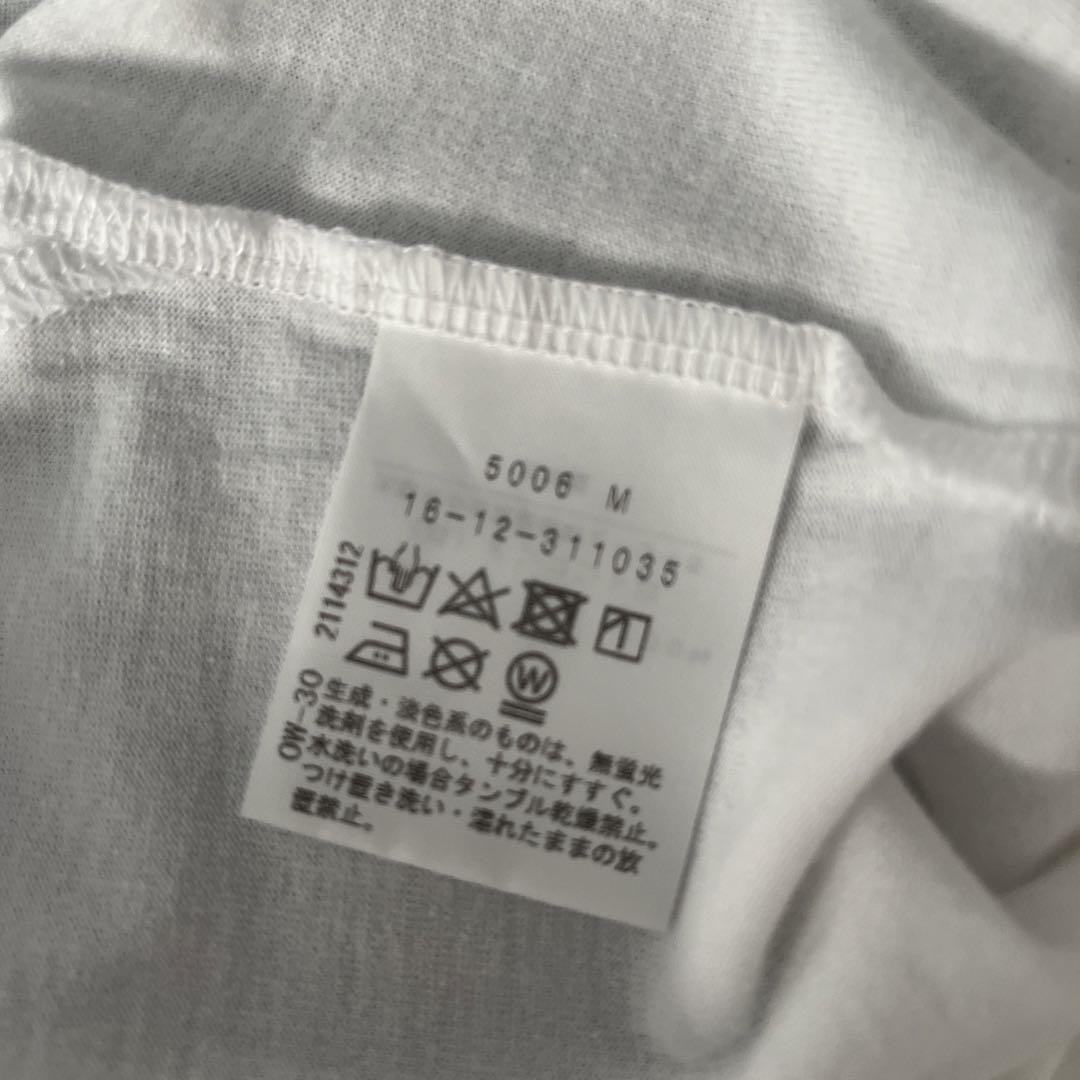 5006 M
16-12-311035
2114312
W
OW-30
生成・淡色系のものは、無蛍光
洗剤を使用し、十分にすすぐ。
水洗いの場合タンブル乾燥禁止。
つけ置き洗い・濡れたままの放
置禁止。